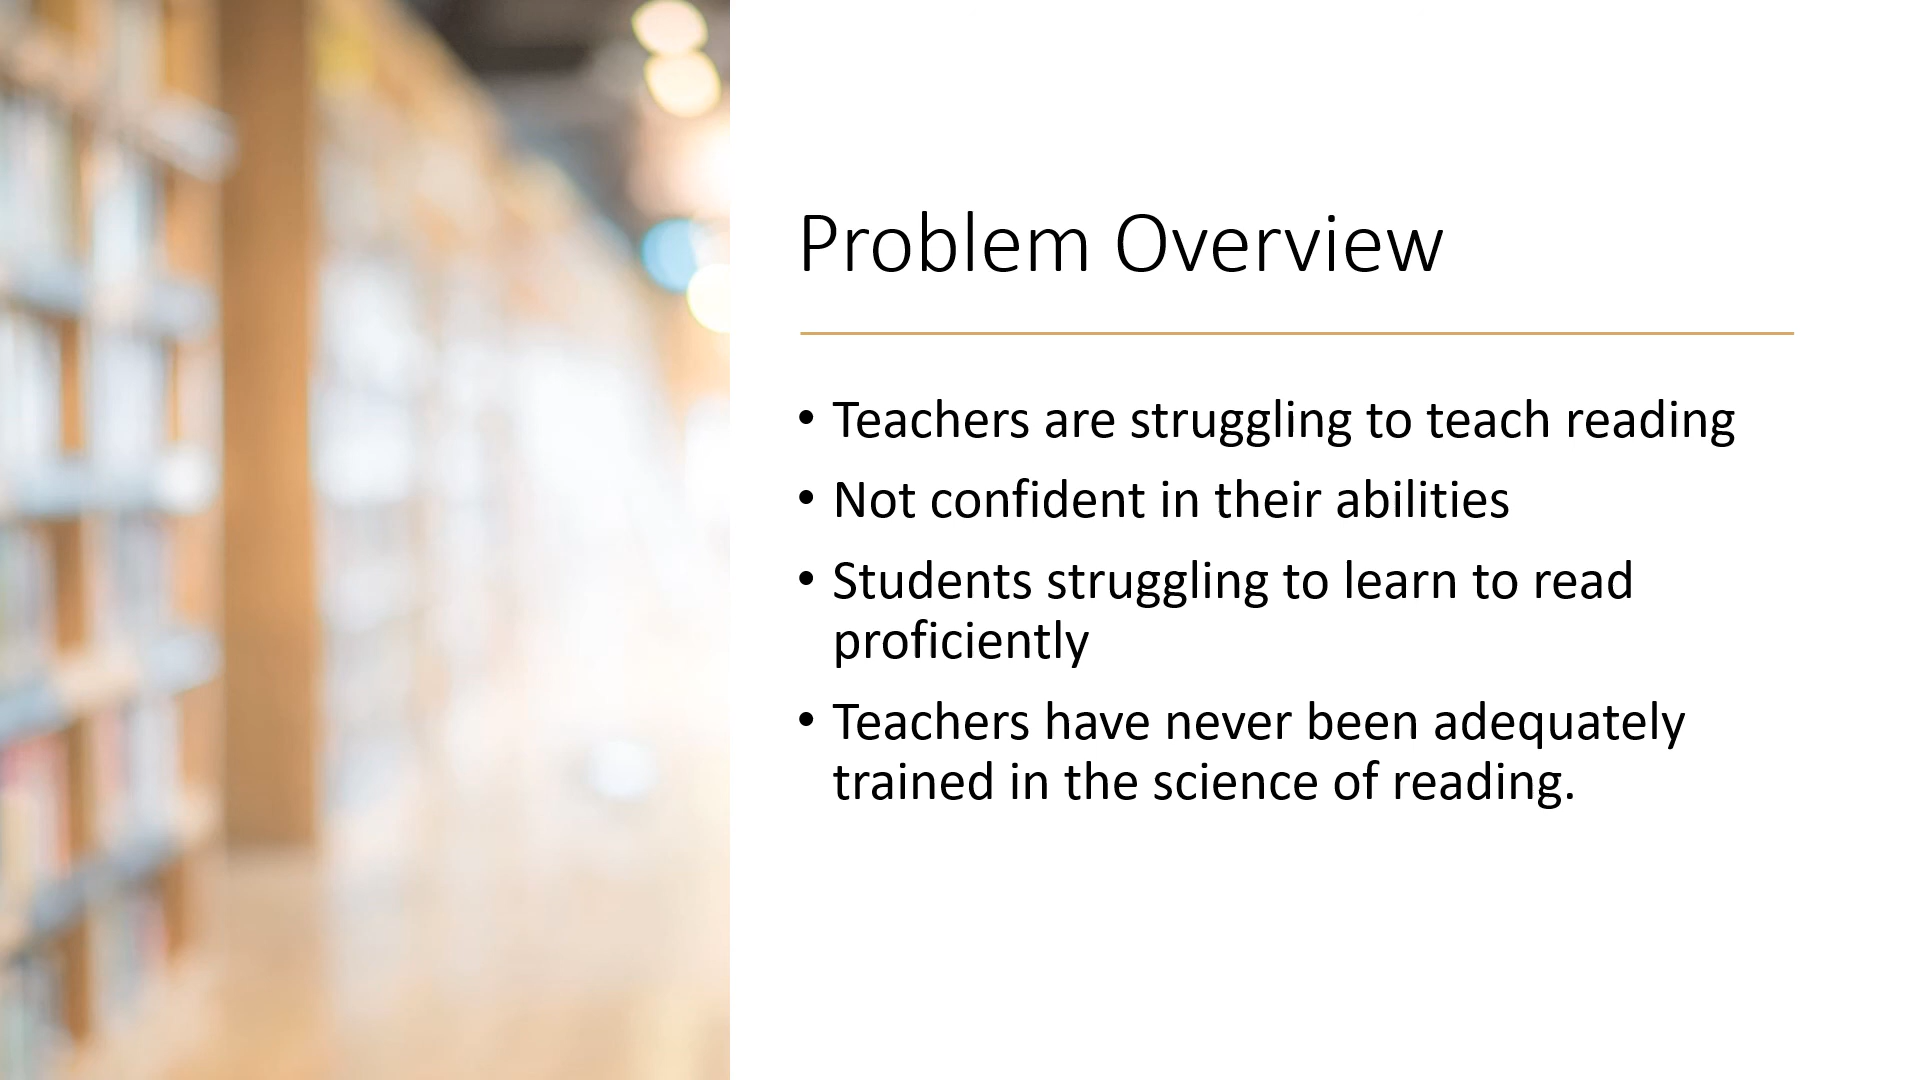 Problem Overview
• Teachers are struggling to teach reading
• Not confident in their abilities
• Students struggling to learn to read
proficiently
• Teachers have never been adequately
trained in the science of reading.